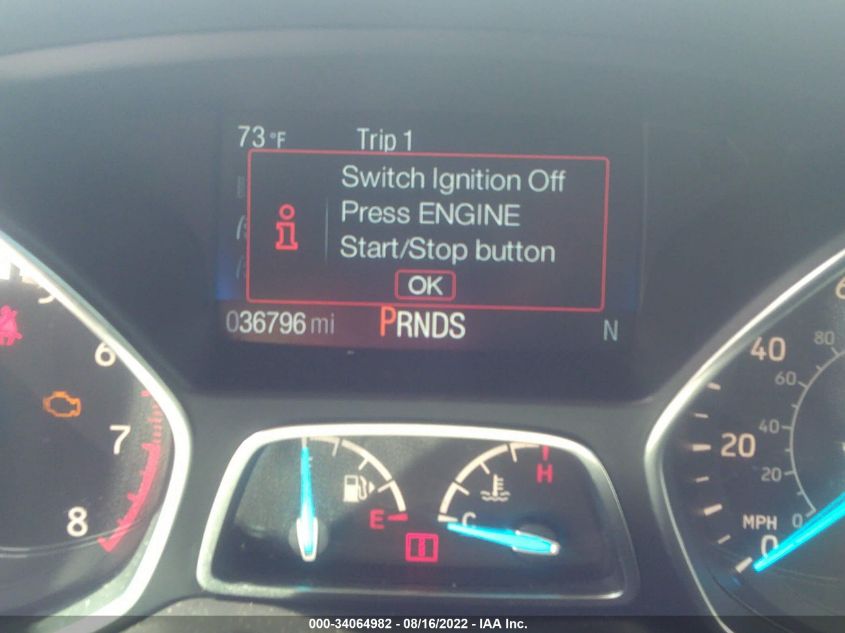 73 °F Trip 1
Switch Ignition Off
Press ENGINE
Start/Stop button
OK
036796 mi PRNDS N
6
7
8
E
C
H
40
20
0
MPH
80
60
40
20
0
000-34064982 - 08/16/2022 - IAA Inc.